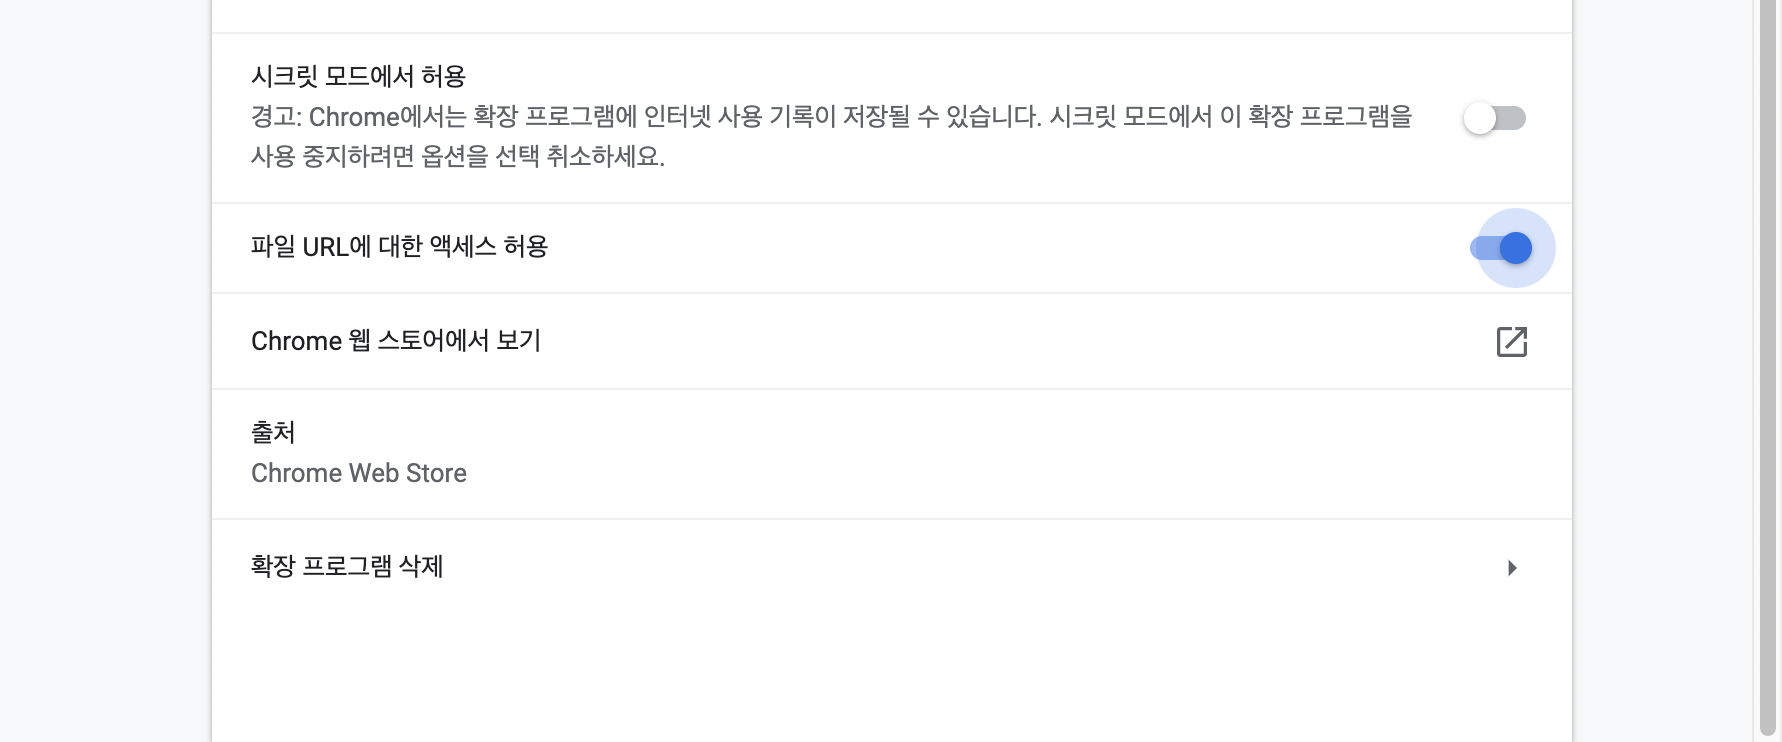 시크릿 모드에서 허용
경고: Chrome에서는 확장 프로그램에 인터넷 사용 기록이 저장될 수 있습니다. 시크릿 모드에서 이 확장 프로그램을
사용 중지하려면 옵션을 선택 취소하세요.
파일 URL에 대한 액세스 허용
Chrome 웹 스토어에서 보기
출처
Chrome Web Store
확장 프로그램 삭제